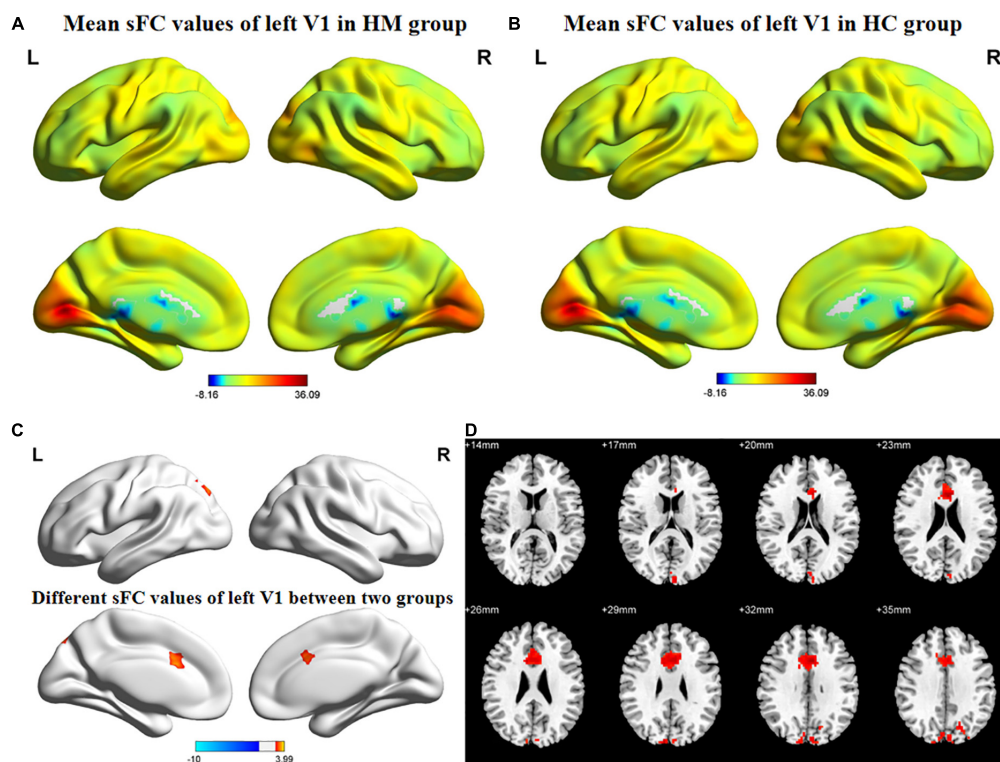 A
Mean sFC values of left V1 in HM group
L
R
-8.16
36.09
B
Mean sFC values of left V1 in HC group
L
R
-8.16
36.09
C
L
R
Different sFC values of left V1 between two groups
-10
3.99
D
+14mm
+17mm
+20mm
+23mm
+26mm
+29mm
+32mm
+35mm